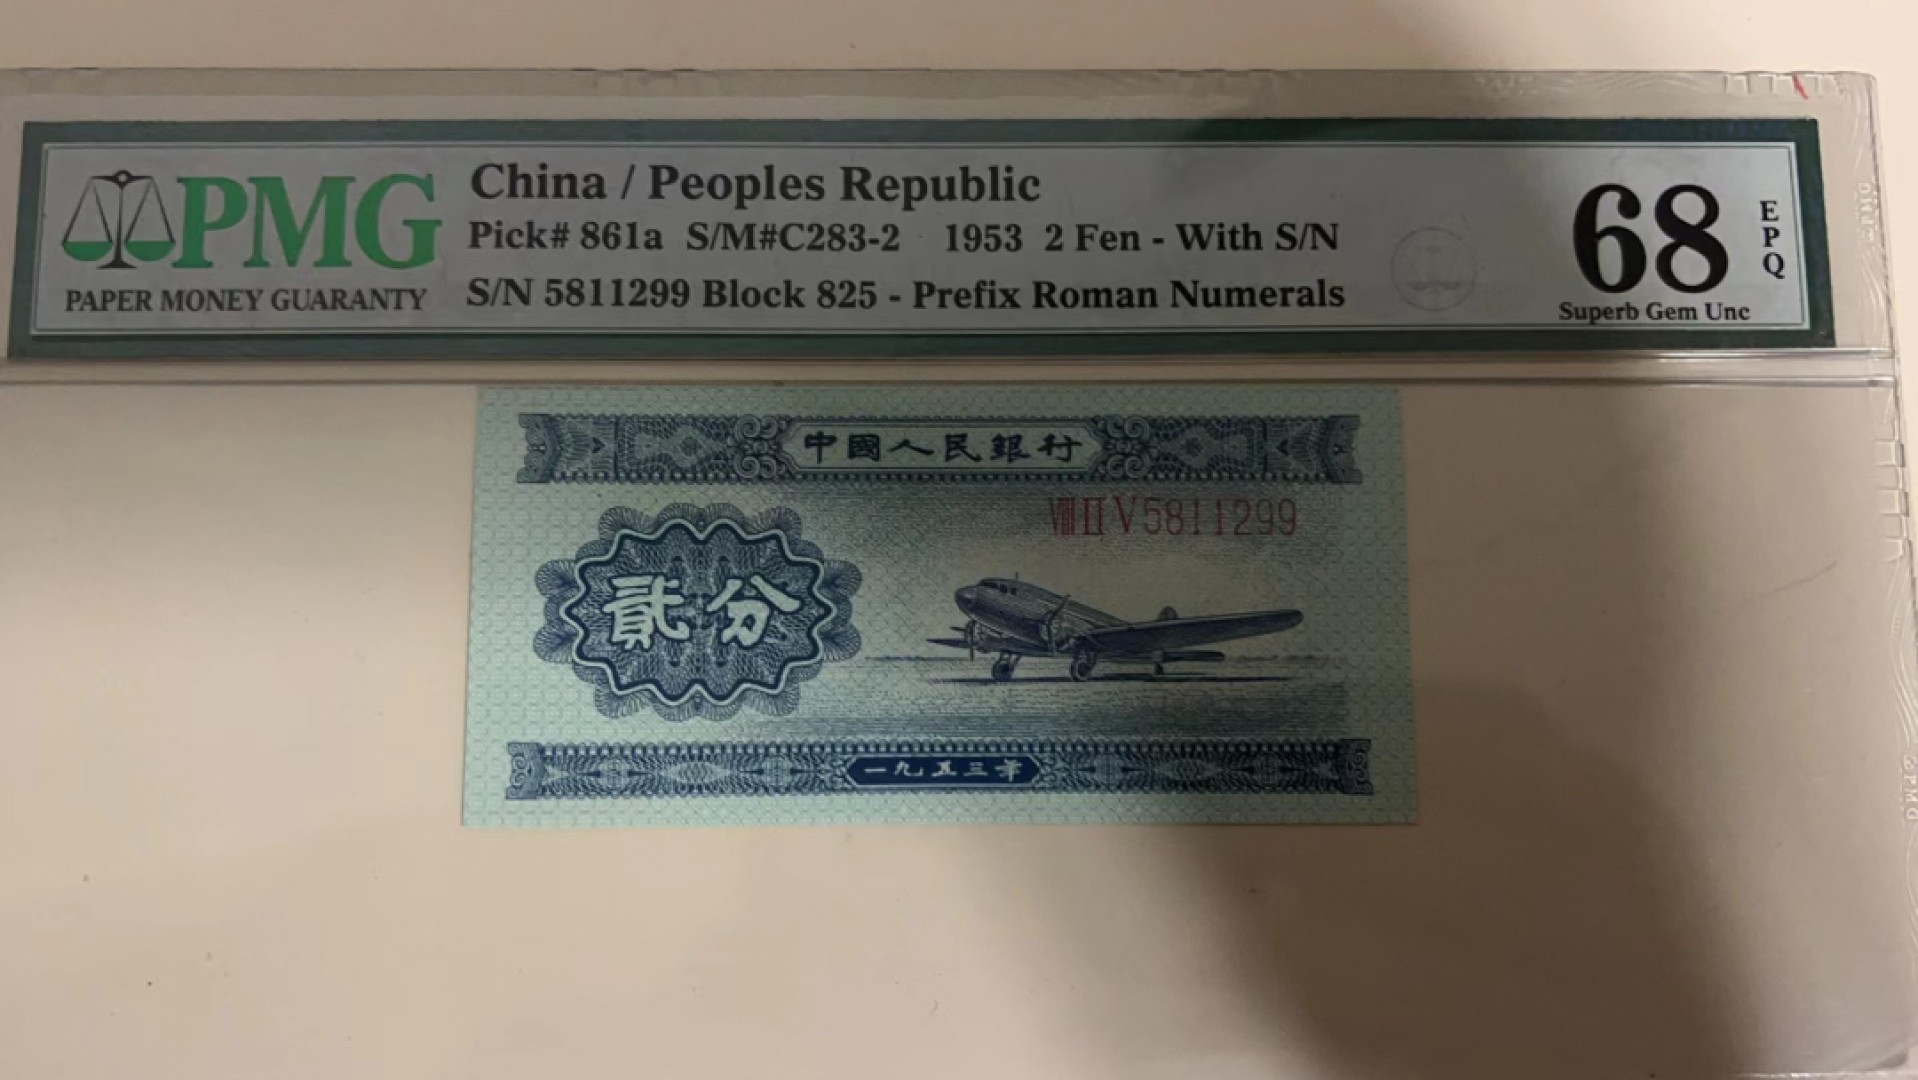 PMG
PAPER MONEY GUARANTY
China / Peoples Republic
Pick# 861a S/M#C283-2 1953 2 Fen - With S/N
S/N 5811299 Block 825 - Prefix Roman Numerals
68
EPQ
Superb Gem Unc
中國人民銀行
VIII II V 5811299
貳分
一九五三年
PMG